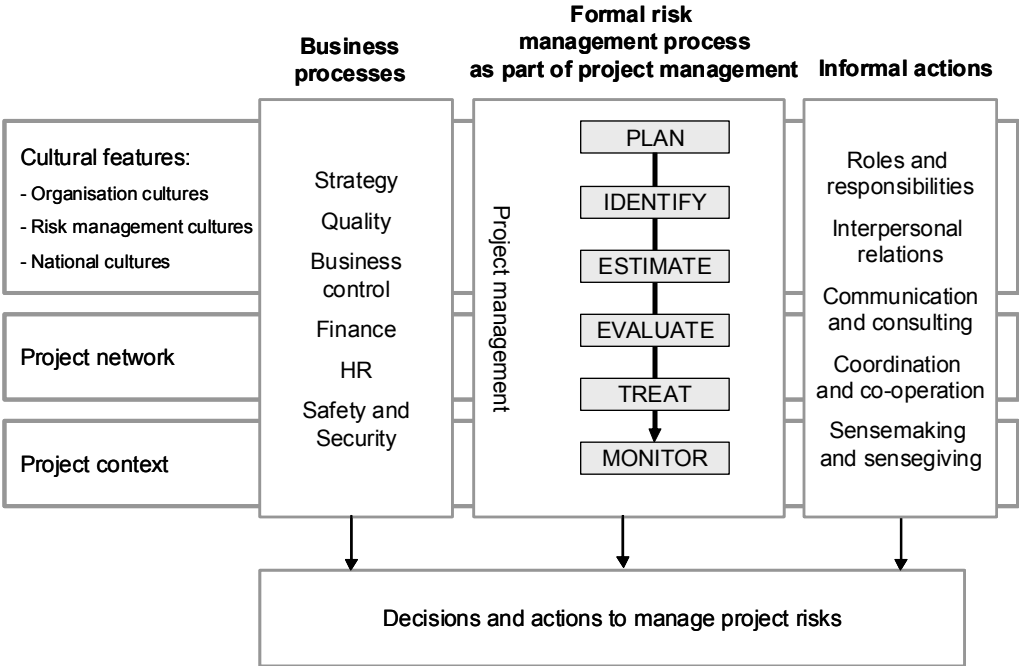 Business
processes
Formal risk
management process
as part of project management
Informal actions
Cultural features:
- Organisation cultures
- Risk management cultures
- National cultures
Project network
Project context
Strategy
Quality
Business
control
Finance
HR
Safety and
Security
Project management
PLAN
IDENTIFY
ESTIMATE
EVALUATE
TREAT
MONITOR
Roles and
responsibilities
Interpersonal
relations
Communication
and consulting
Coordination
and co-operation
Sensemaking
and sensegiving
Decisions and actions to manage project risks